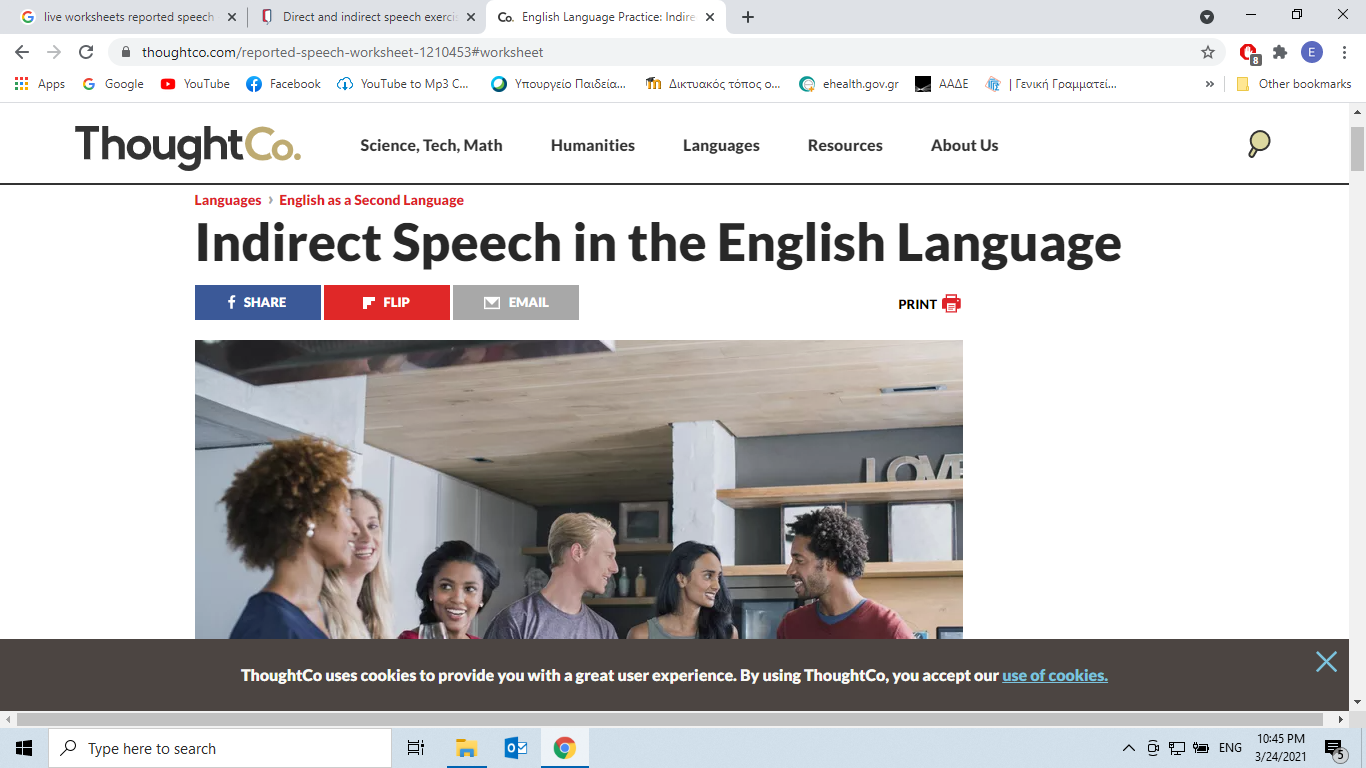 live worksheets reported speech
Direct and indirect speech exerci
Co. English Language Practice: Indire
thoughtco.com/reported-speech-worksheet-1210453#worksheet
8
E
Apps Google YouTube Facebook YouTube to Mp3 C... Υπουργείο Παιδεία... Δικτυακός τόπος ο... ehealth.gov.gr ΑΑΔΕ | Γενική Γραμματεί... » Other bookmarks
ThoughtCo. Science, Tech, Math Humanities Languages Resources About Us
Languages › English as a Second Language
Indirect Speech in the English Language
f SHARE FLIP EMAIL PRINT
LOVE
ThoughtCo uses cookies to provide you with a great user experience. By using ThoughtCo, you accept our use of cookies.
Type here to search
ENG
10:45 PM
3/24/2021
5